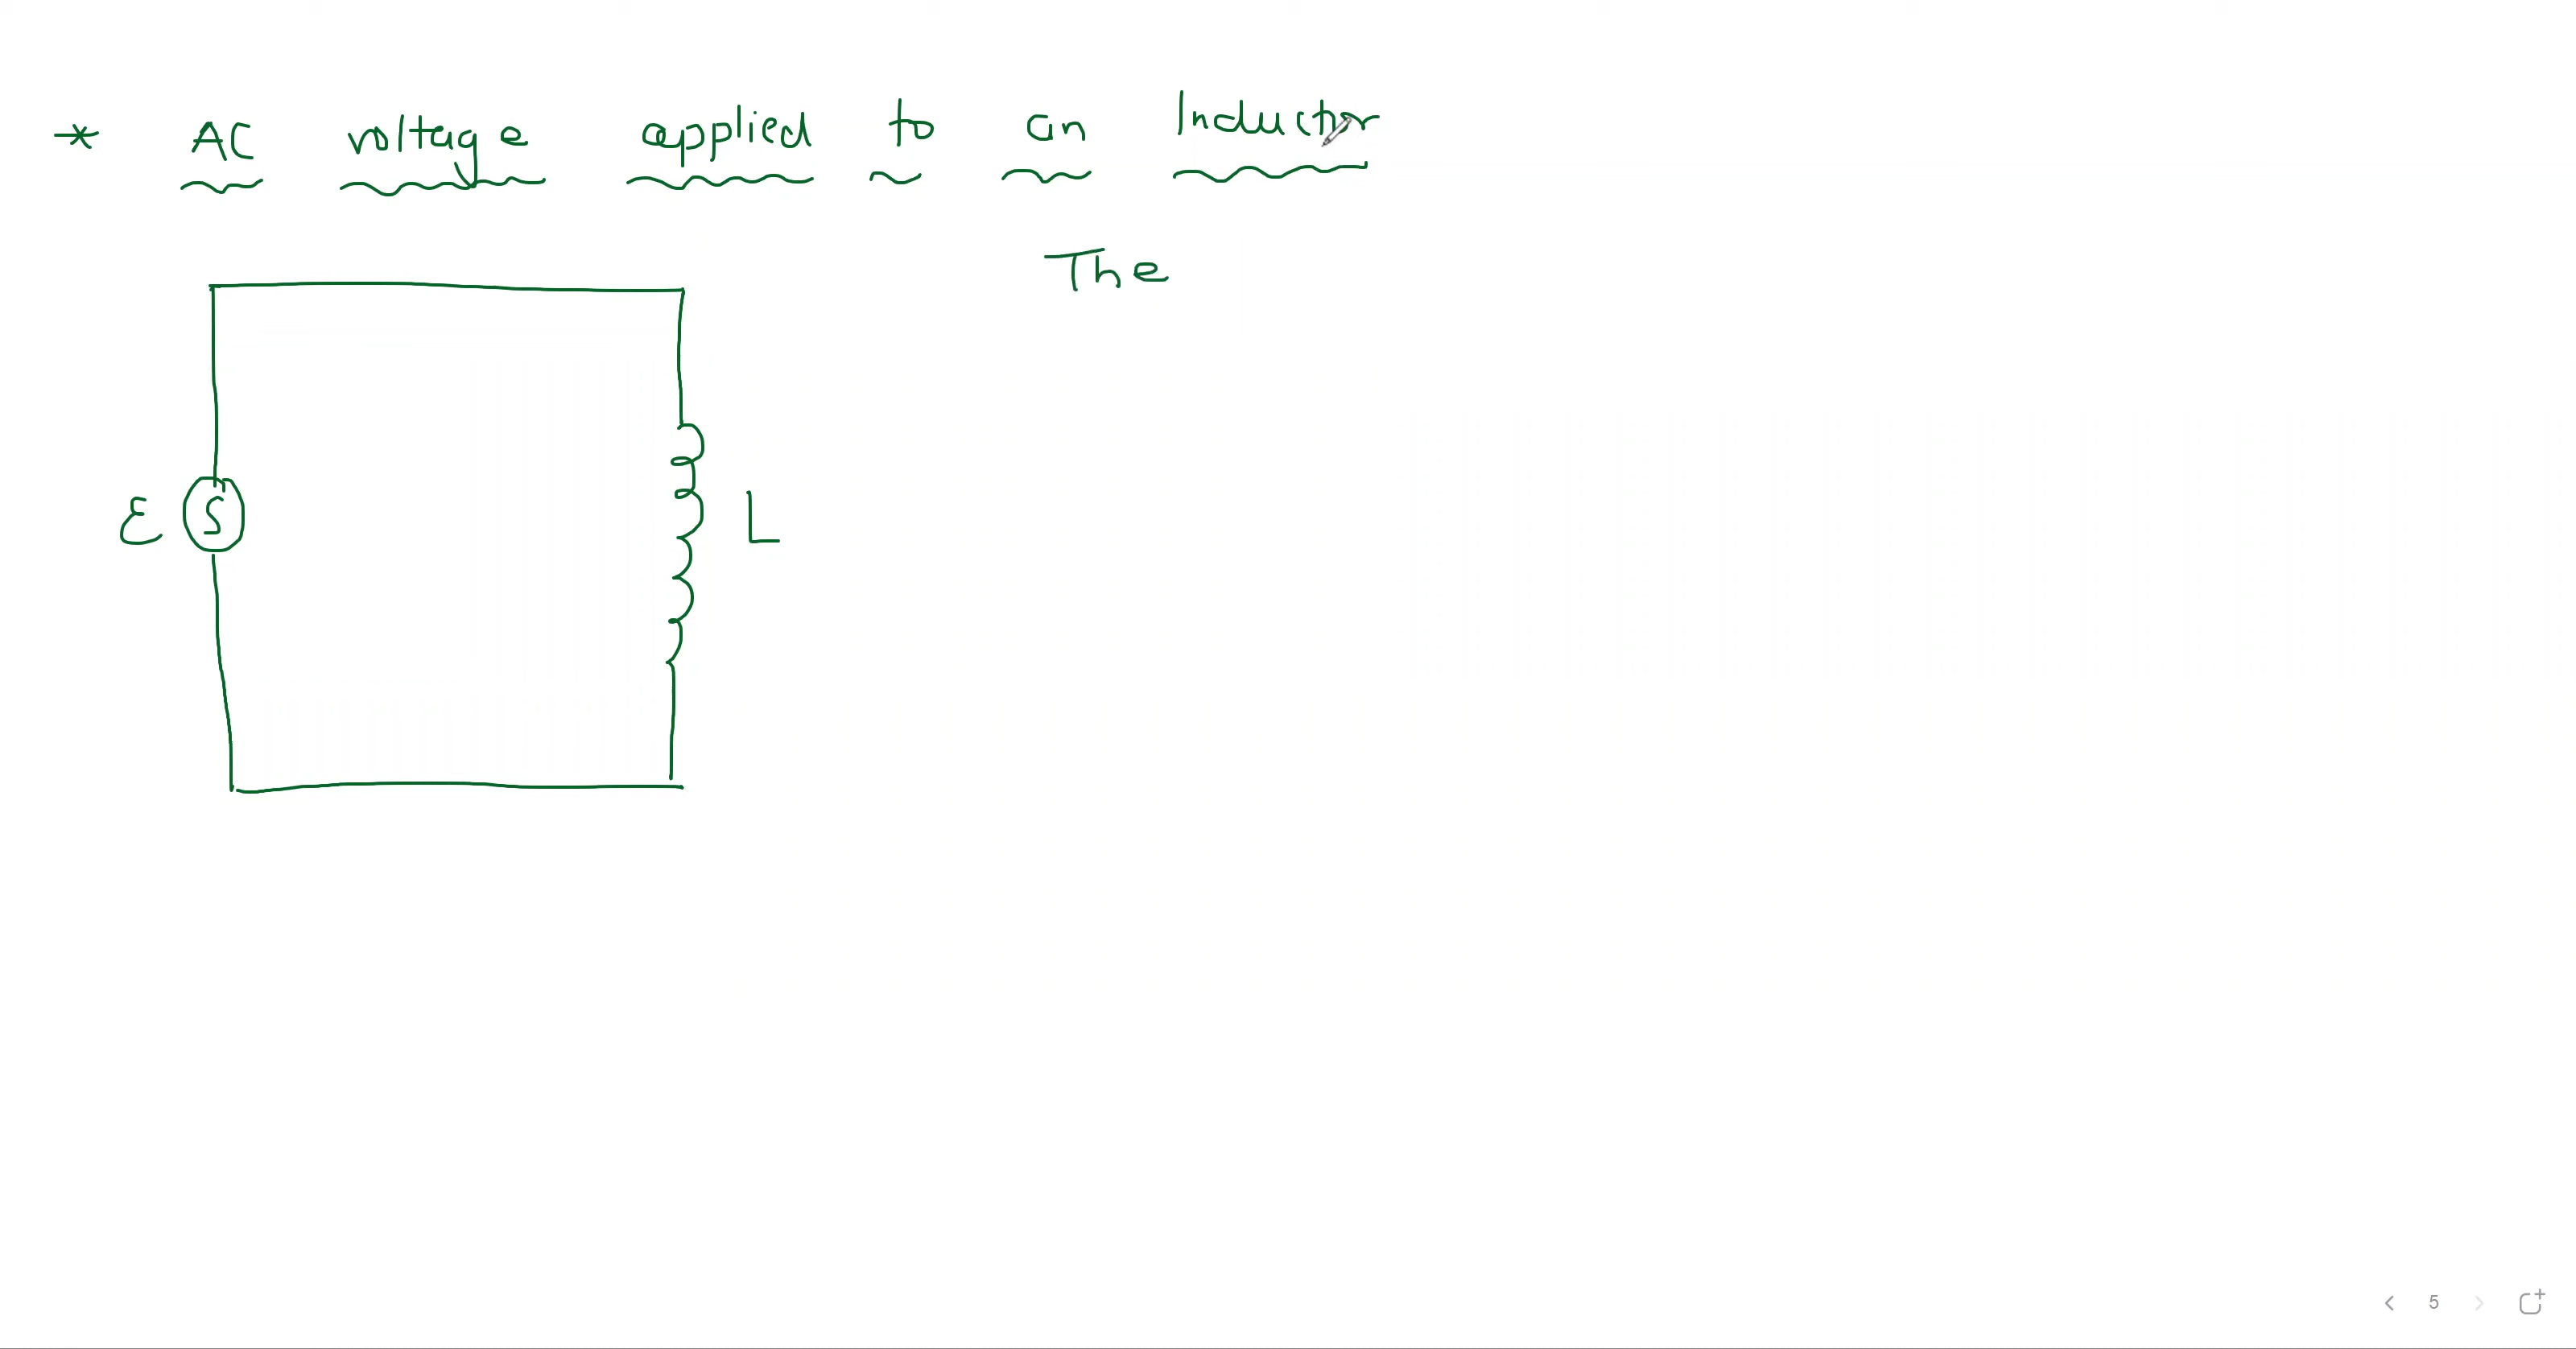 * AC voltage applied to an Inductor
The
ε S L
5